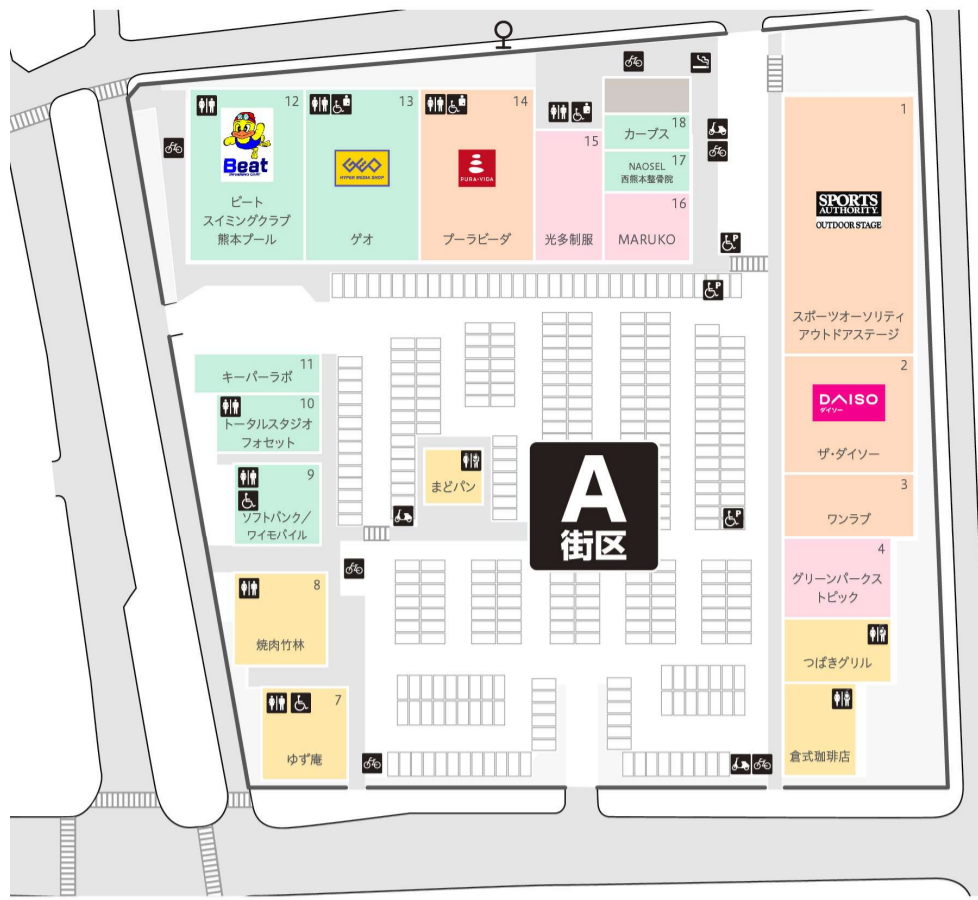 12
Beat
SWIMMING CLUB
ビート
スイミングクラブ
熊本プール
13
GEO
HYPER MEDIA SHOP
ゲオ
14
PURA・VIDA
プーラビーダ
15
光多制服
18
カーブス
17
NAOSEL
西熊本整骨院
16
MARUKO
P
P
1
SPORTS
AUTHORITY
OUTDOOR STAGE
スポーツオーソリティ
アウトドアステージ
2
DAISO
ダイソー
ザ・ダイソー
3
ワンラブ
4
グリーンパークス
トピック
つばきグリル
倉式珈琲店
11
キーパーラボ
10
トータルスタジオ
フォセット
9
ソフトバンク/
ワイモバイル
8
焼肉竹林
7
ゆず庵
まどパン
A
街区
P